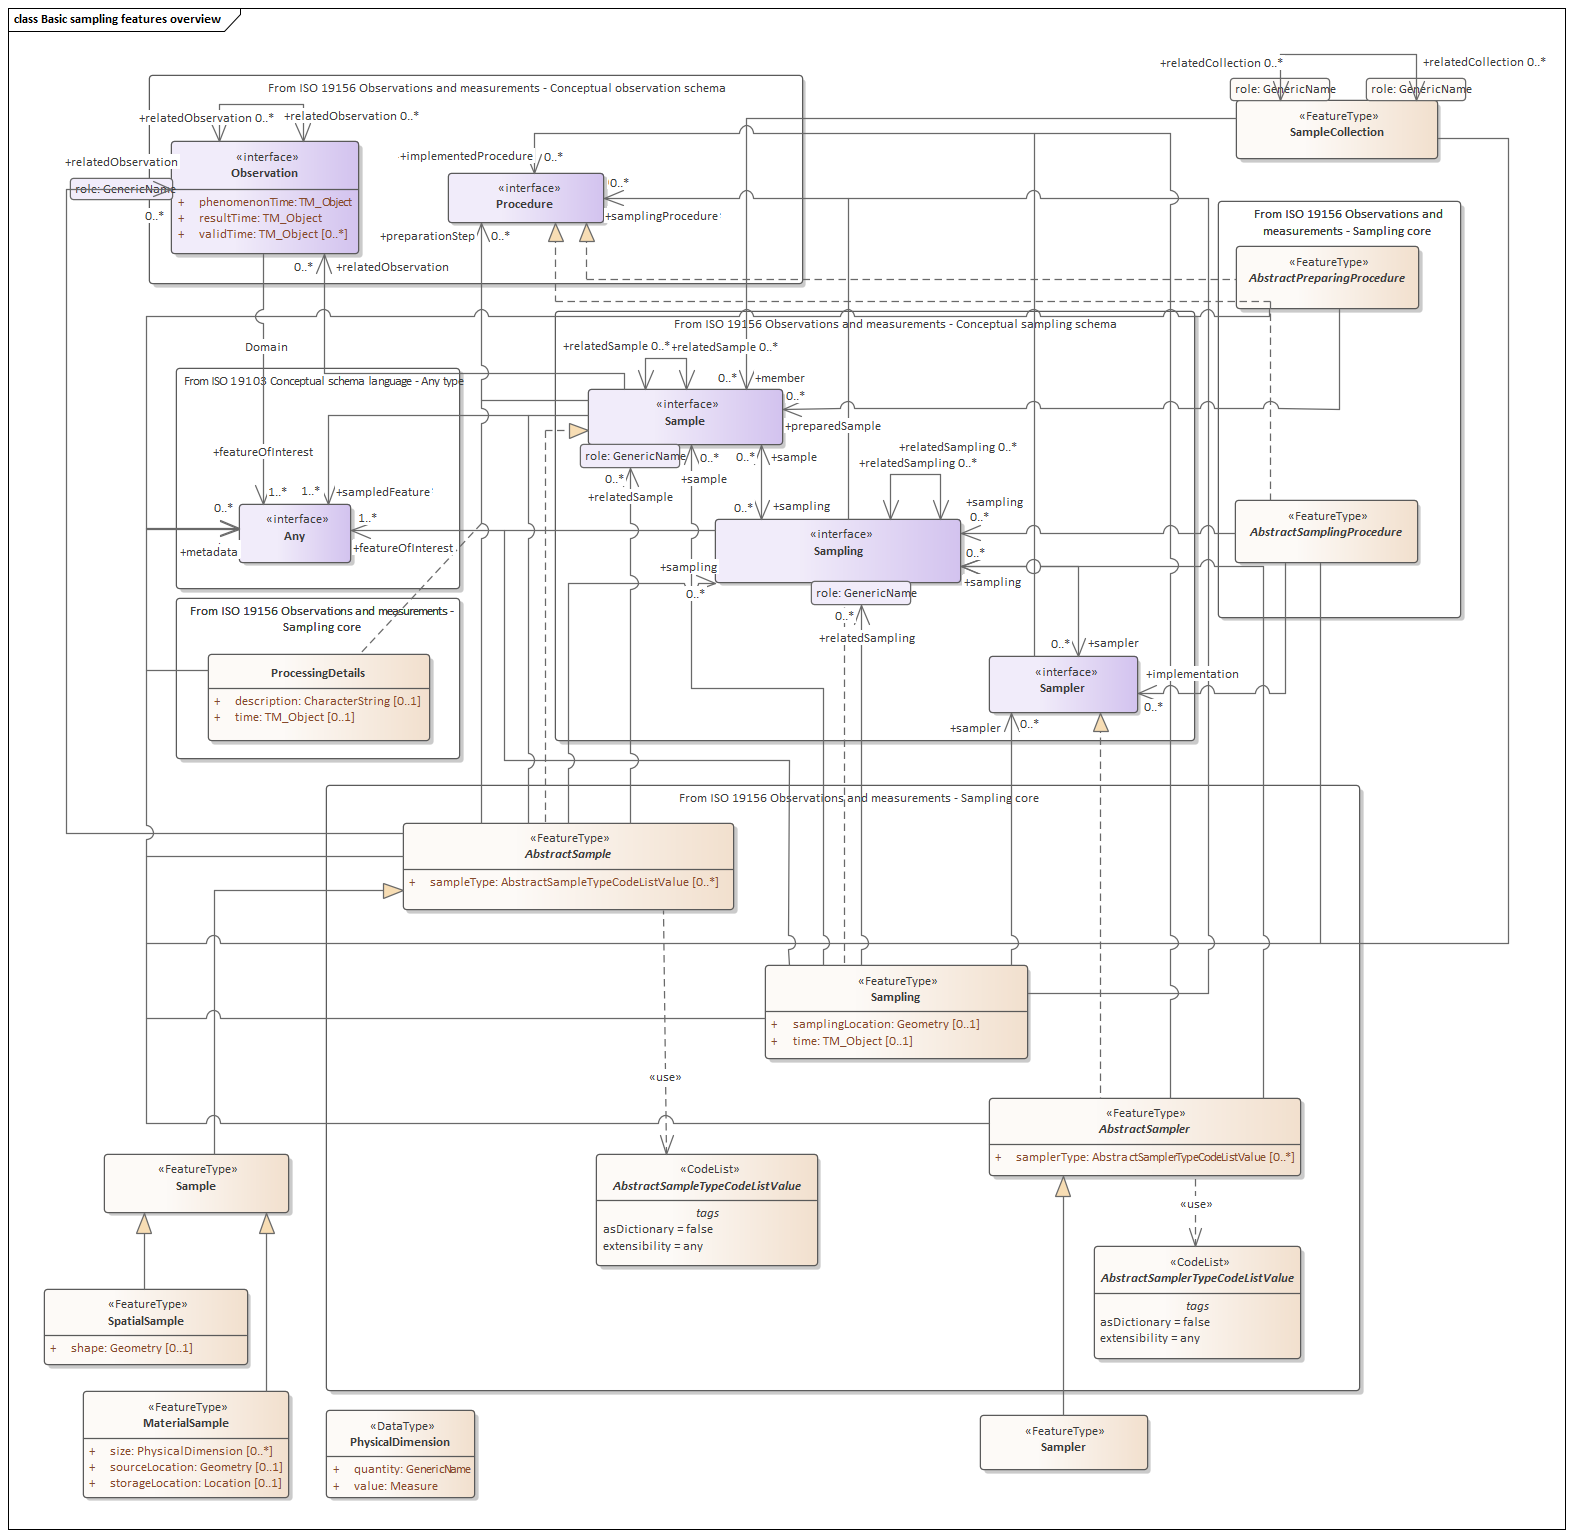 class Basic sampling features overview
+relatedCollection 0..*
+relatedCollection 0..*
role: GenericName
role: GenericName
«FeatureType»
SampleCollection
From ISO 19156 Observations and measurements - Conceptual observation schema
+relatedObservation 0..*
+relatedObservation 0..*
+relatedObservation
role: GenericName
0..*
«interface»
Observation
+ phenomenonTime: TM_Object
+ resultTime: TM_Object
+ validTime: TM_Object [0..*]
0..*
+relatedObservation
+implementedProcedure
0..*
«interface»
Procedure
0..*
+samplingProcedure
+preparationStep
0..*
From ISO 19156 Observations and
measurements - Sampling core
«FeatureType»
AbstractPreparingProcedure
Domain
From ISO 19156 Observations and measurements - Conceptual sampling schema
+relatedSample 0..*
+relatedSample 0..*
0..*
+member
From ISO 19103 Conceptual schema language - Any type
«interface»
Sample
0..*
+preparedSample
role: GenericName
0..*
+sample
0..*
+sample
0..*
+relatedSample
+relatedSampling 0..*
+relatedSampling 0..*
+featureOfInterest
1..*
1..*
+sampledFeature
0..*
+metadata
«interface»
Any
1..*
+featureOfInterest
0..*
+sampling
+sampling
0..*
«interface»
Sampling
0..*
+sampling
+sampling
0..*
role: GenericName
0..*
+relatedSampling
«FeatureType»
AbstractSamplingProcedure
From ISO 19156 Observations and measurements -
Sampling core
ProcessingDetails
+ description: CharacterString [0..1]
+ time: TM_Object [0..1]
0..*
+sampler
«interface»
Sampler
+implementation
0..*
+sampler
0..*
From ISO 19156 Observations and measurements - Sampling core
«FeatureType»
AbstractSample
+ sampleType: AbstractSampleTypeCodeListValue [0..*]
«FeatureType»
Sampling
+ samplingLocation: Geometry [0..1]
+ time: TM_Object [0..1]
«use»
«FeatureType»
AbstractSampler
+ samplerType: AbstractSamplerTypeCodeListValue [0..*]
«FeatureType»
Sample
«CodeList»
AbstractSampleTypeCodeListValue
tags
asDictionary = false
extensibility = any
«use»
«CodeList»
AbstractSamplerTypeCodeListValue
tags
asDictionary = false
extensibility = any
«FeatureType»
SpatialSample
+ shape: Geometry [0..1]
«FeatureType»
MaterialSample
+ size: PhysicalDimension [0..*]
+ sourceLocation: Geometry [0..1]
+ storageLocation: Location [0..1]
«DataType»
PhysicalDimension
+ quantity: GenericName
+ value: Measure
«FeatureType»
Sampler